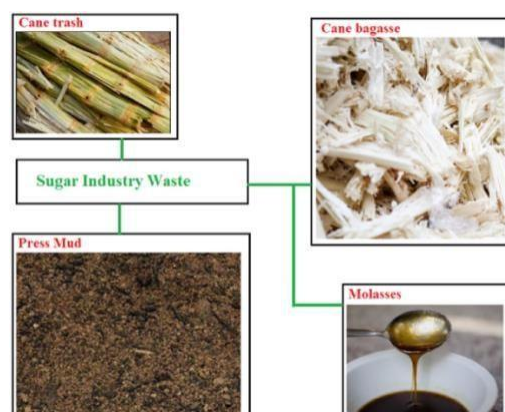 Cane trash
Cane bagasse
Sugar Industry Waste
Press Mud
Molasses